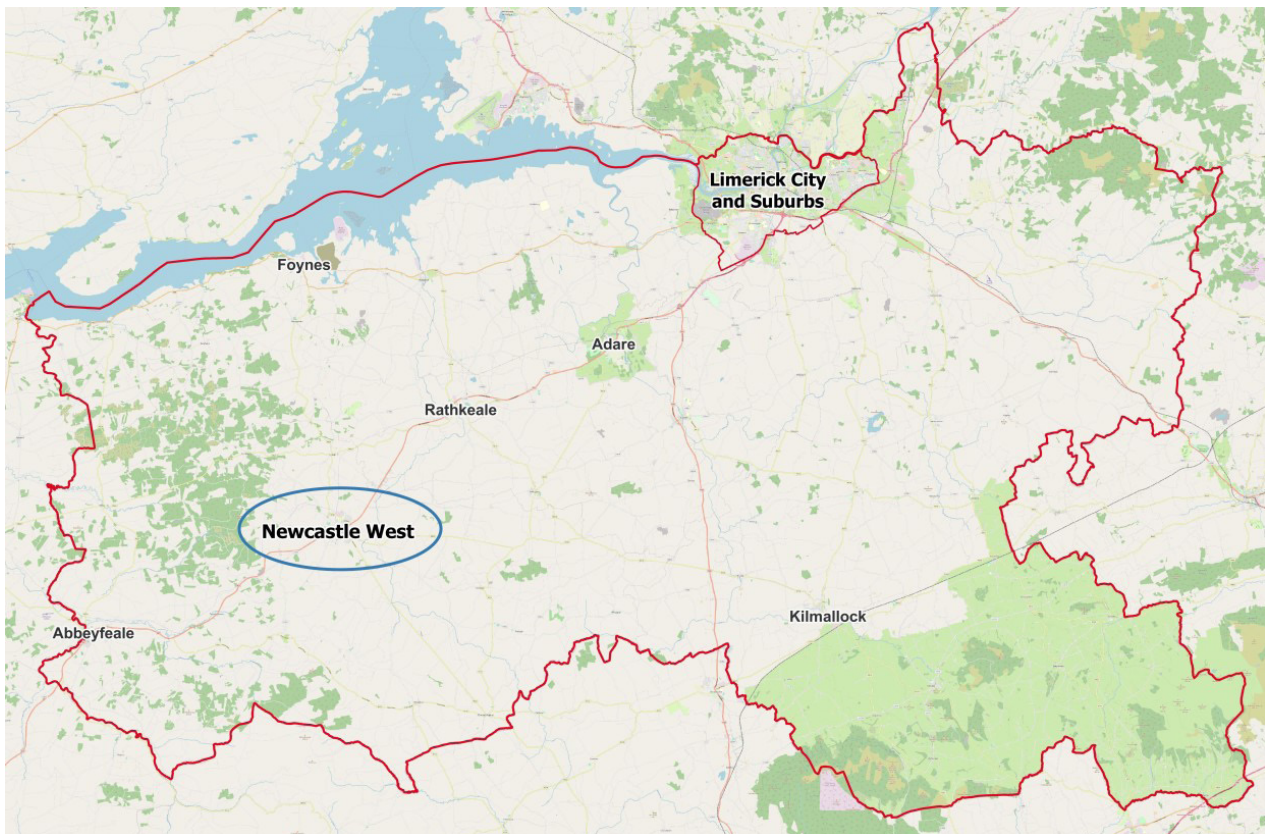 Limerick City
and Suburbs
Foynes
Adare
Rathkeale
Newcastle West
Kilmallock
Abbeyfeale